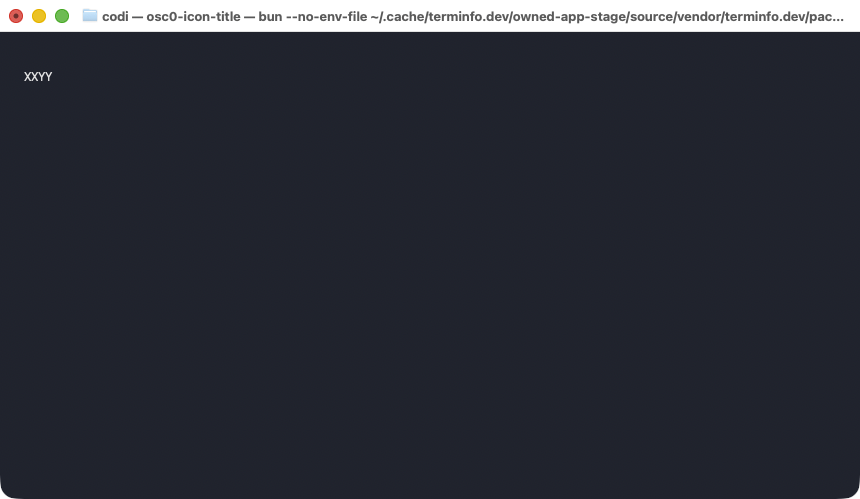 codi — osc0-icon-title — bun --no-env-file ~/.cache/terminfo.dev/owned-app-stage/source/vendor/terminfo.dev/pac...
XXYY